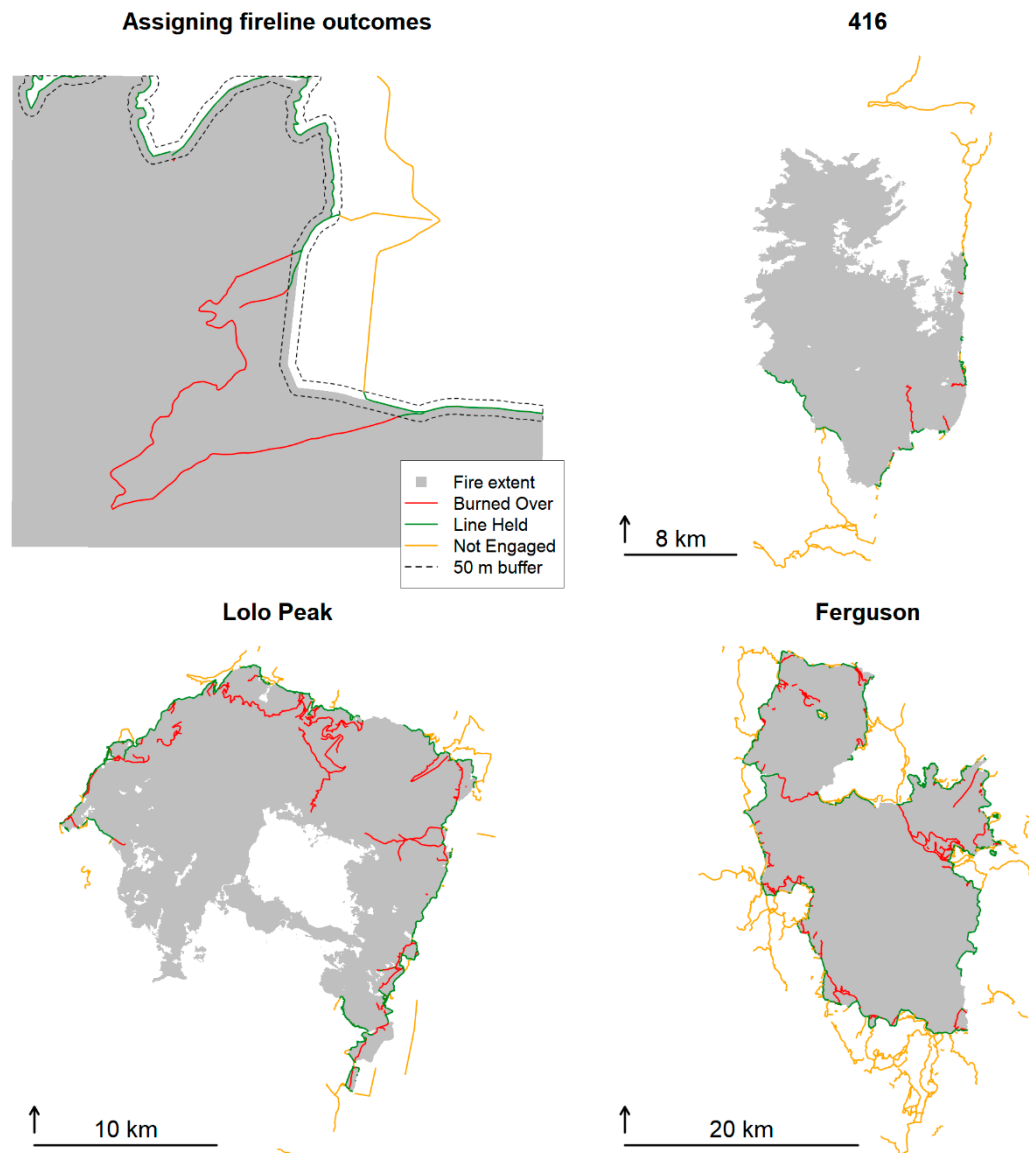 Assigning fireline outcomes
416
Fire extent
Burned Over
Line Held
Not Engaged
50 m buffer
8 km
Lolo Peak
Ferguson
10 km
20 km